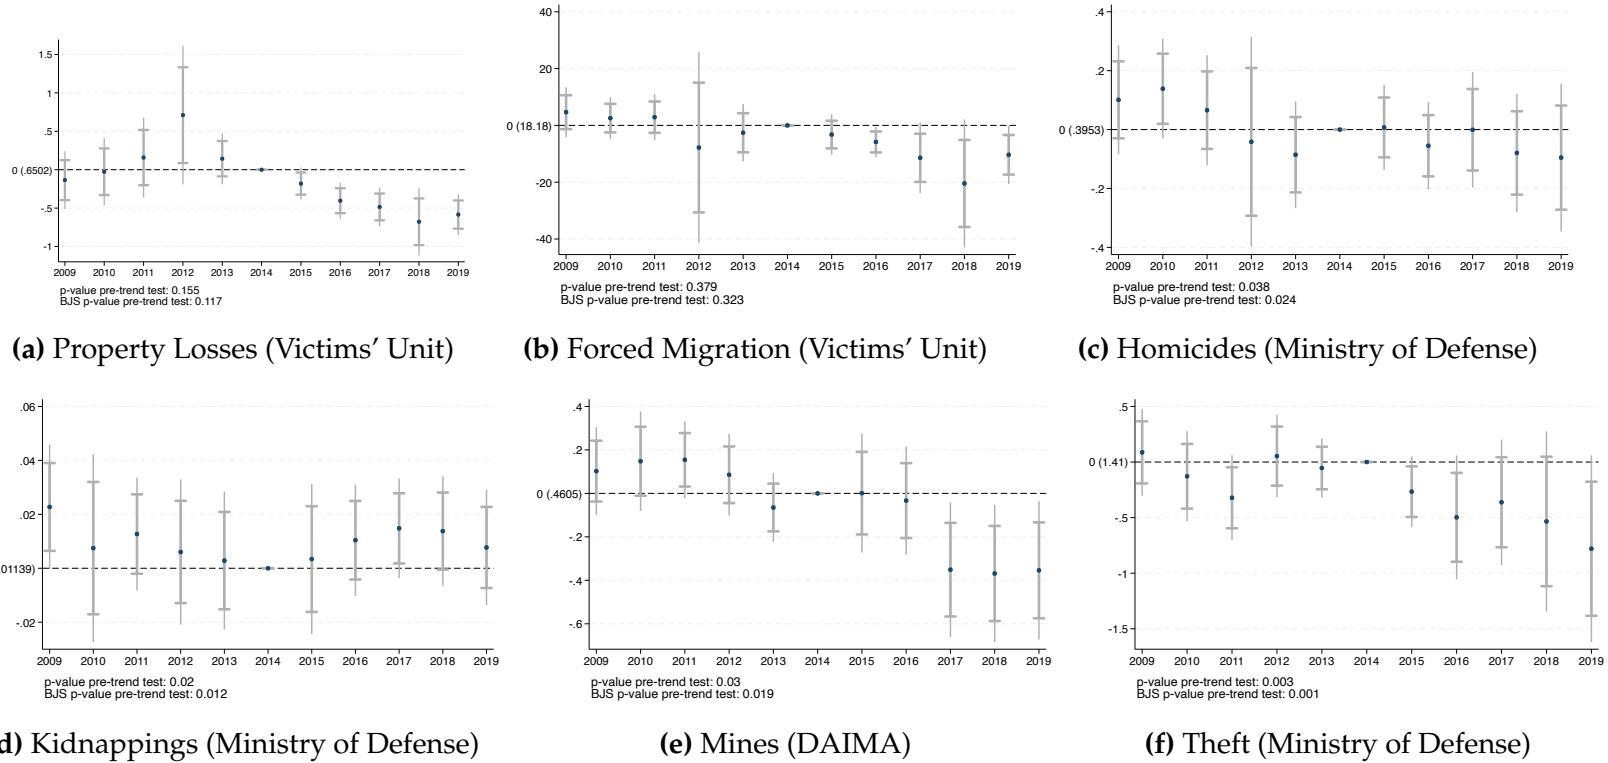 1.5
1
.5
0 (.6502)
-.5
-1
2009 2010 2011 2012 2013 2014 2015 2016 2017 2018 2019
p-value pre-trend test: 0.155
BJS p-value pre-trend test: 0.117
(a) Property Losses (Victims' Unit)
40
20
0 (18.18)
-20
-40
2009 2010 2011 2012 2013 2014 2015 2016 2017 2018 2019
p-value pre-trend test: 0.379
BJS p-value pre-trend test: 0.323
(b) Forced Migration (Victims' Unit)
.4
.2
0 (.3953)
-.2
-.4
2009 2010 2011 2012 2013 2014 2015 2016 2017 2018 2019
p-value pre-trend test: 0.038
BJS p-value pre-trend test: 0.024
(c) Homicides (Ministry of Defense)
.06
.04
.02
01139)
-.02
2009 2010 2011 2012 2013 2014 2015 2016 2017 2018 2019
p-value pre-trend test: 0.02
BJS p-value pre-trend test: 0.012
d) Kidnappings (Ministry of Defense)
.4
.2
0 (.4605)
-.2
-.4
-.6
2009 2010 2011 2012 2013 2014 2015 2016 2017 2018 2019
p-value pre-trend test: 0.03
BJS p-value pre-trend test: 0.019
(e) Mines (DAIMA)
.5
0 (1.41)
-.5
-1
-1.5
2009 2010 2011 2012 2013 2014 2015 2016 2017 2018 2019
p-value pre-trend test: 0.003
BJS p-value pre-trend test: 0.001
(f) Theft (Ministry of Defense)